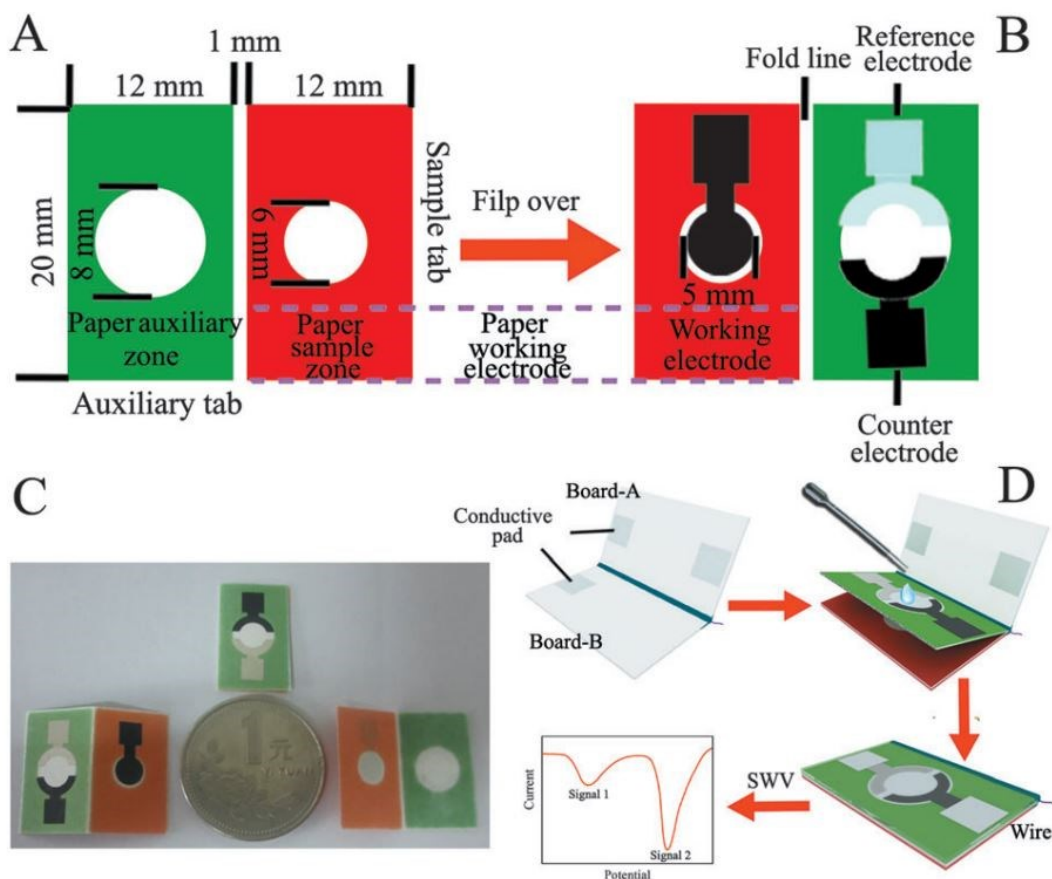 A
1 mm
12 mm
12 mm
20 mm
8 mm
6 mm
Sample tab
Paper auxiliary
zone
Paper
sample
zone
Auxiliary tab
Filp over
Paper
working
electrode
B
Fold line
Reference
electrode
5 mm
Working
electrode
Counter
electrode
C
1
元
YI YUAN
D
Board-A
Conductive
pad
Board-B
Wire
SWV
Current
Signal 1
Signal 2
Potential